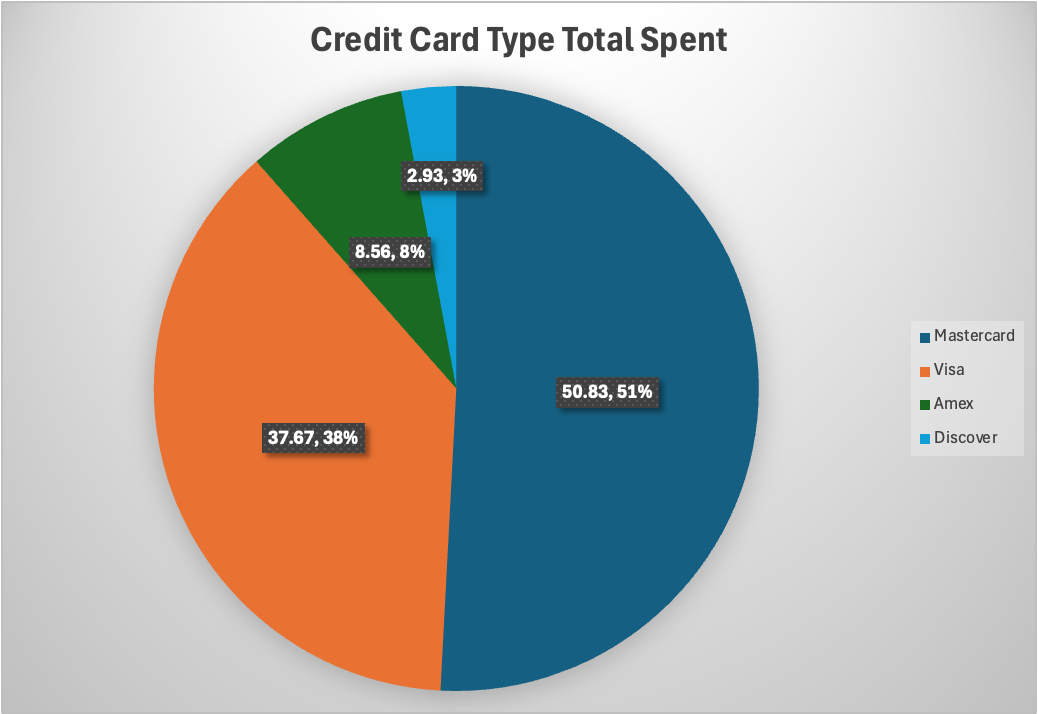 Credit Card Type Total Spent
2.93, 3%
8.56, 8%
50.83, 51%
37.67, 38%
Mastercard
Visa
Amex
Discover